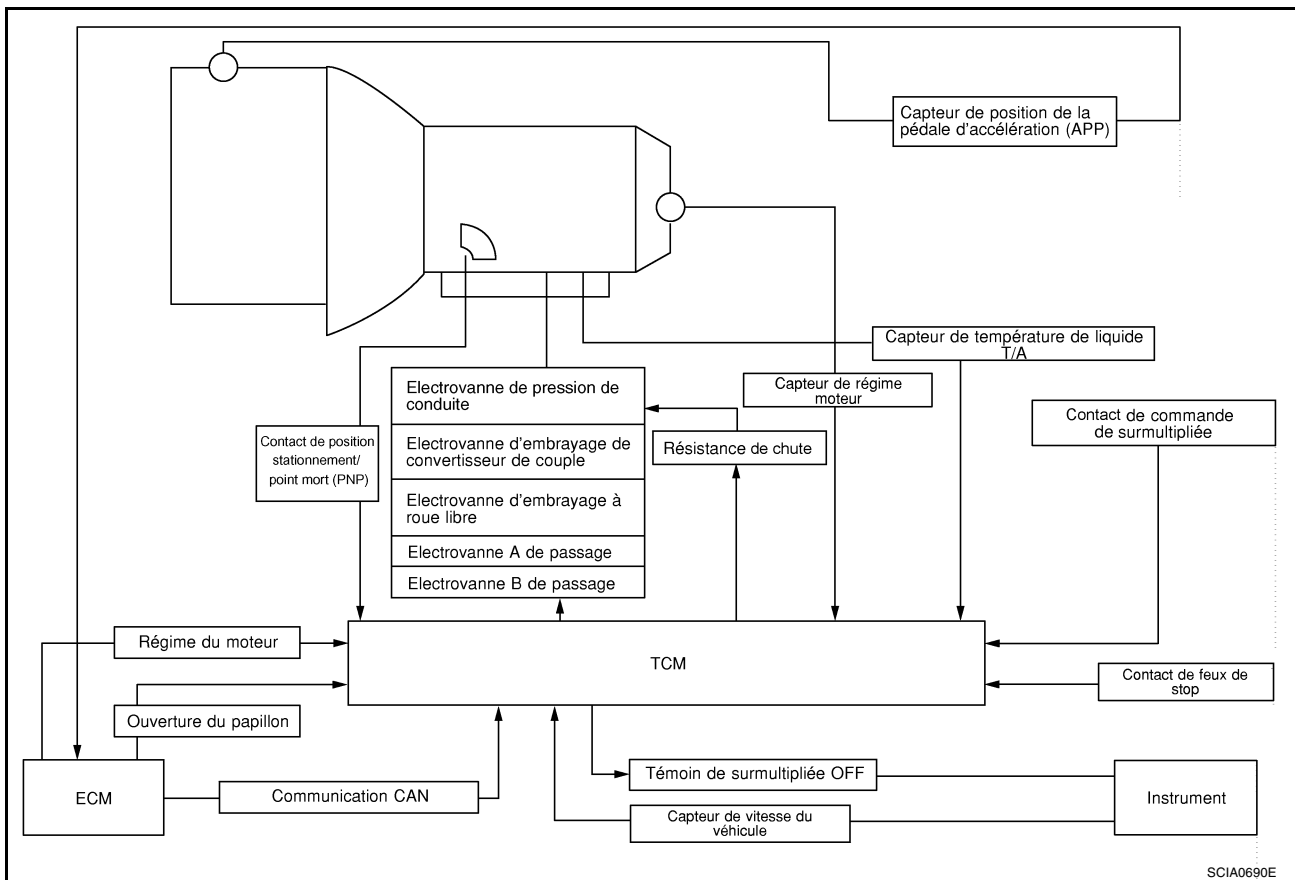 Capteur de position de la
pédale d'accélération (APP)
Capteur de température de liquide
T/A
Capteur de régime
moteur
Contact de commande
de surmultipliée
Electrovanne de pression de
conduite
Electrovanne d'embrayage de
convertisseur de couple
Electrovanne d'embrayage à
roue libre
Electrovanne A de passage
Electrovanne B de passage
Résistance de chute
Contact de position
stationnement/
point mort (PNP)
Régime du moteur
TCM
Contact de feux de
stop
Ouverture du papillon
ECM
Communication CAN
Témoin de surmultipliée OFF
Capteur de vitesse du
véhicule
Instrument
SCIA0690E